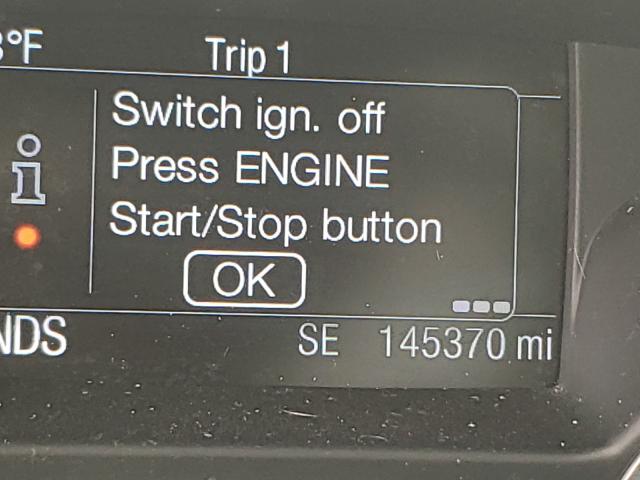 °F
Trip 1
Switch ign. off
Press ENGINE
Start/Stop button
OK
NDS
SE 145370 mi